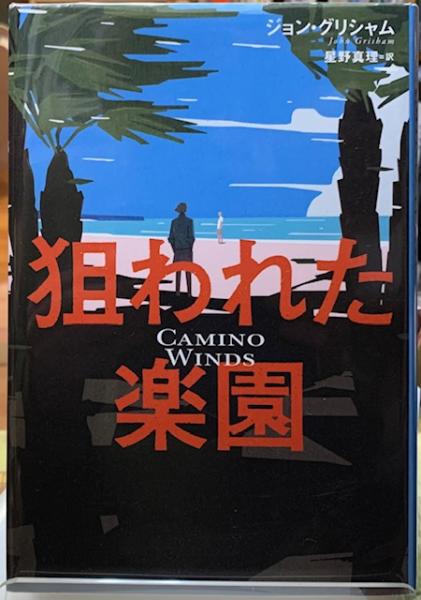 ジョン・グリシャム
John Grisham
星野真理=訳
狙われた
CAMINO
WINDS
楽園